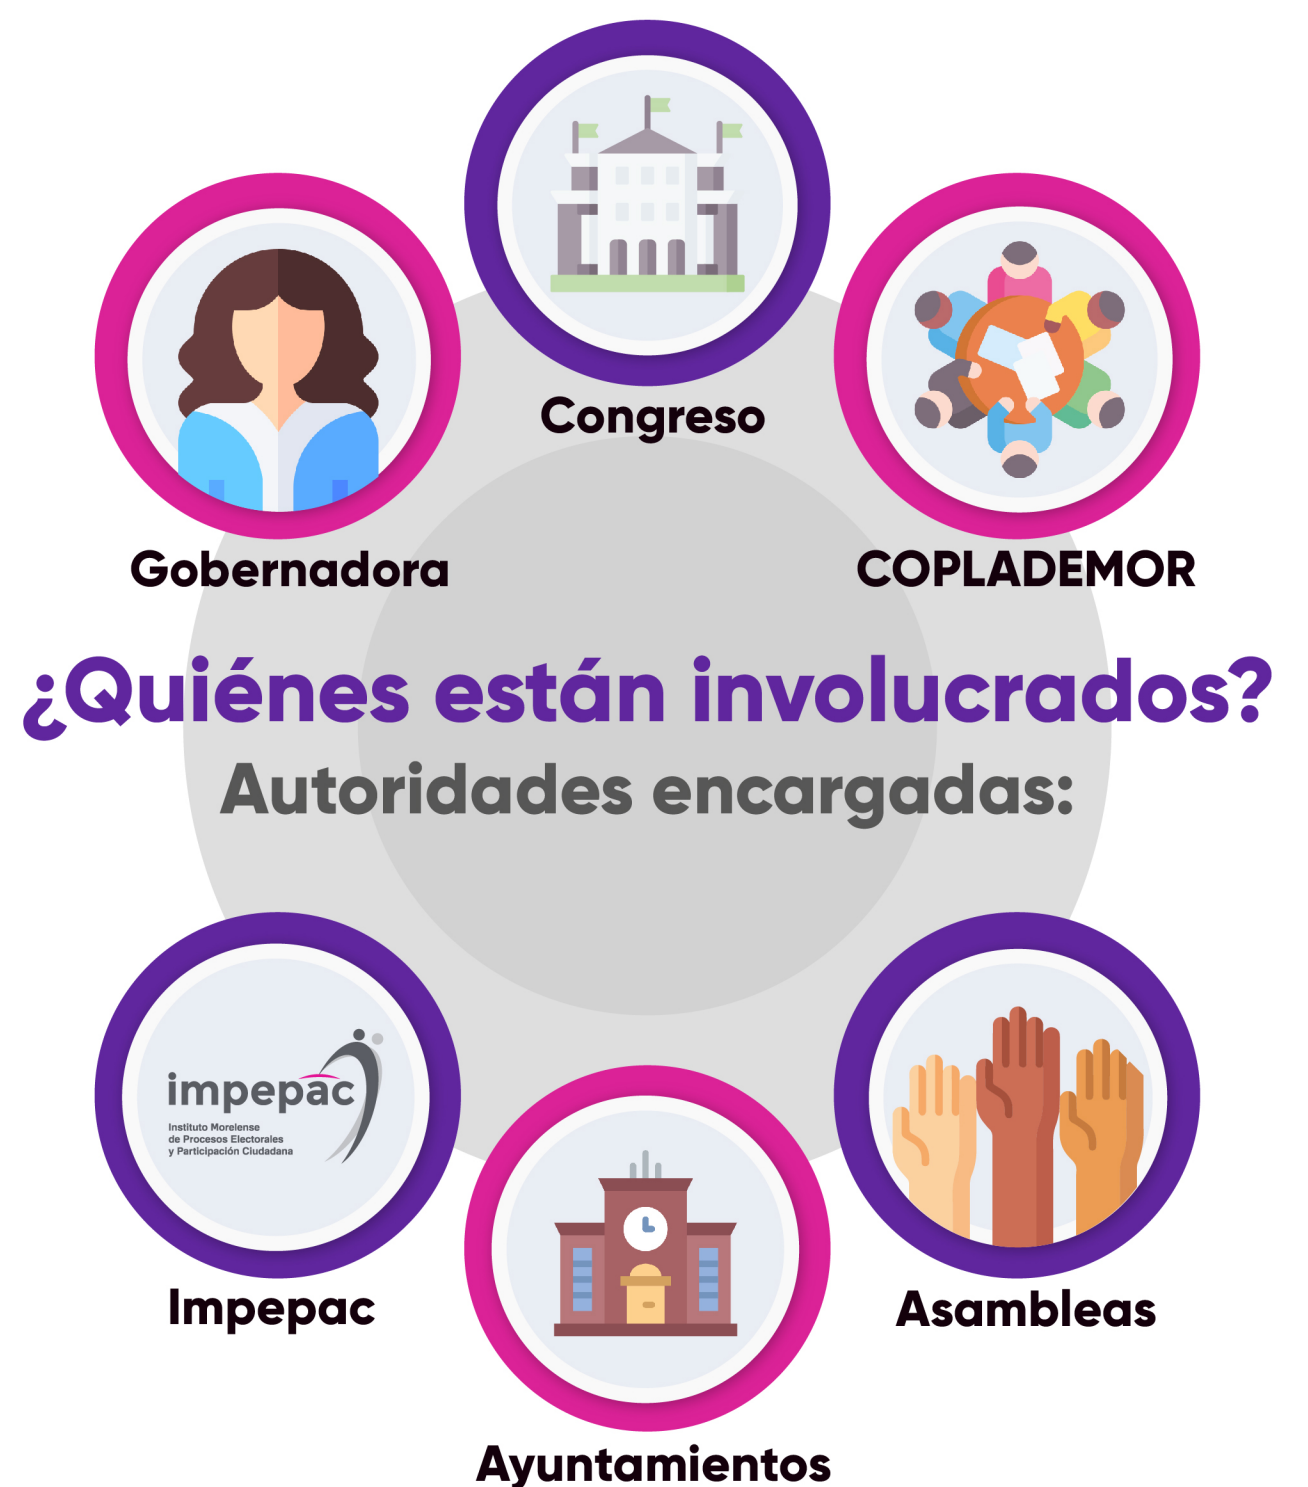 Congreso
Gobernadora
COPLADEMOR
¿Quiénes están involucrados?
Autoridades encargadas:
impepac
Instituto Morelense
de Procesos Electorales
y Participación Ciudadana
Impepac
Asambleas
Ayuntamientos